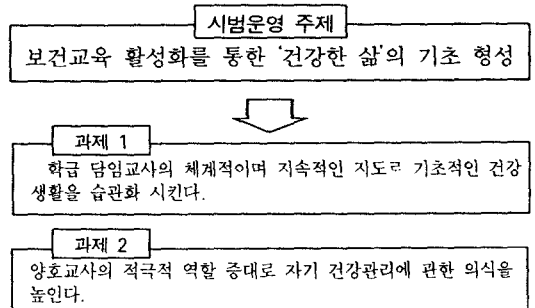 시범운영 주제
보건교육 활성화를 통한 '건강한 삶'의 기초 형성
과제 1
학급 담임교사의 체계적이며 지속적인 지도로 기초적인 건강
생활을 습관화 시킨다.
과제 2
양호교사의 적극적 역할 증대로 자기 건강관리에 관한 의식을
높인다.